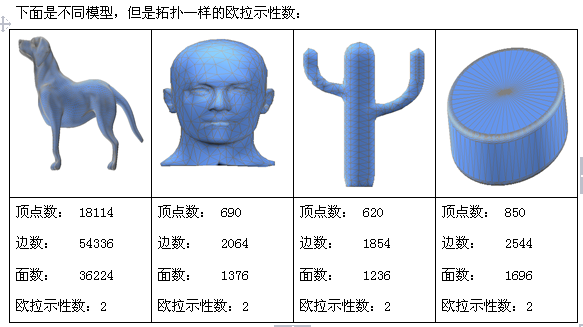 下面是不同模型，但是拓扑一样的欧拉示性数：
顶点数： 18114
边数： 54336
面数： 36224
欧拉示性数：2
顶点数： 690
边数： 2064
面数： 1376
欧拉示性数：2
顶点数： 620
边数： 1854
面数： 1236
欧拉示性数：2
顶点数： 850
边数： 2544
面数： 1696
欧拉示性数：2